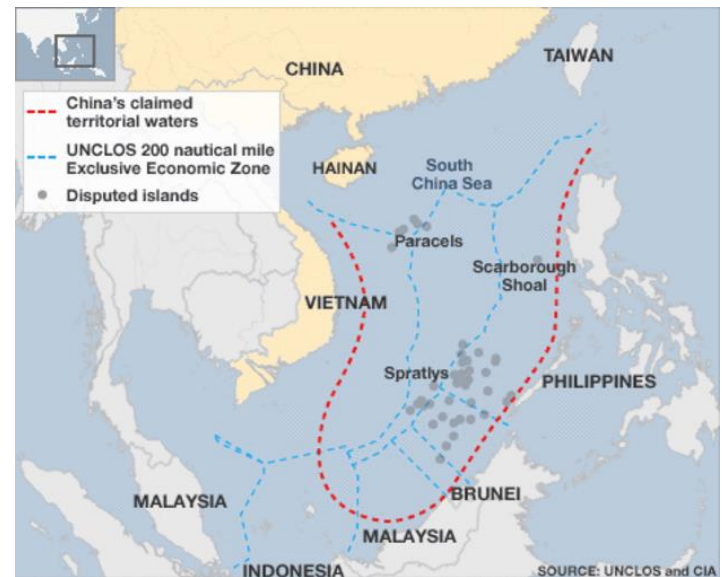 TAIWAN
CHINA
China's claimed
territorial waters
UNCLOS 200 nautical mile
Exclusive Economic Zone
Disputed islands
HAINAN
South
China Sea
Paracels
Scarborough
Shoal
VIETNAM
Spratlys
PHILIPPINES
MALAYSIA
BRUNEI
MALAYSIA
INDONESIA
SOURCE: UNCLOS and CIA